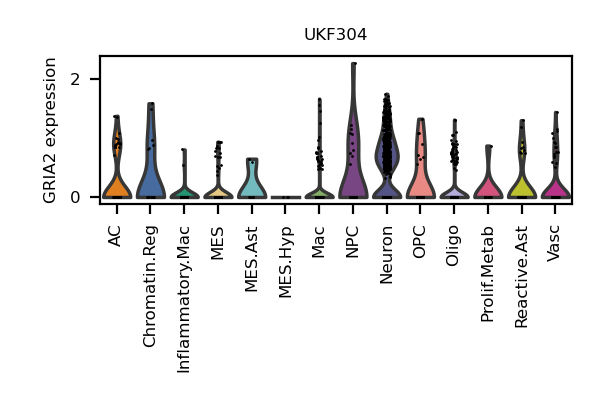 UKF304
GRIA2 expression
2
0
AC
Chromatin.Reg
Inflammatory.Mac
MES
MES.Ast
MES.Hyp
Mac
NPC
Neuron
OPC
Oligo
Prolif.Metab
Reactive.Ast
Vasc